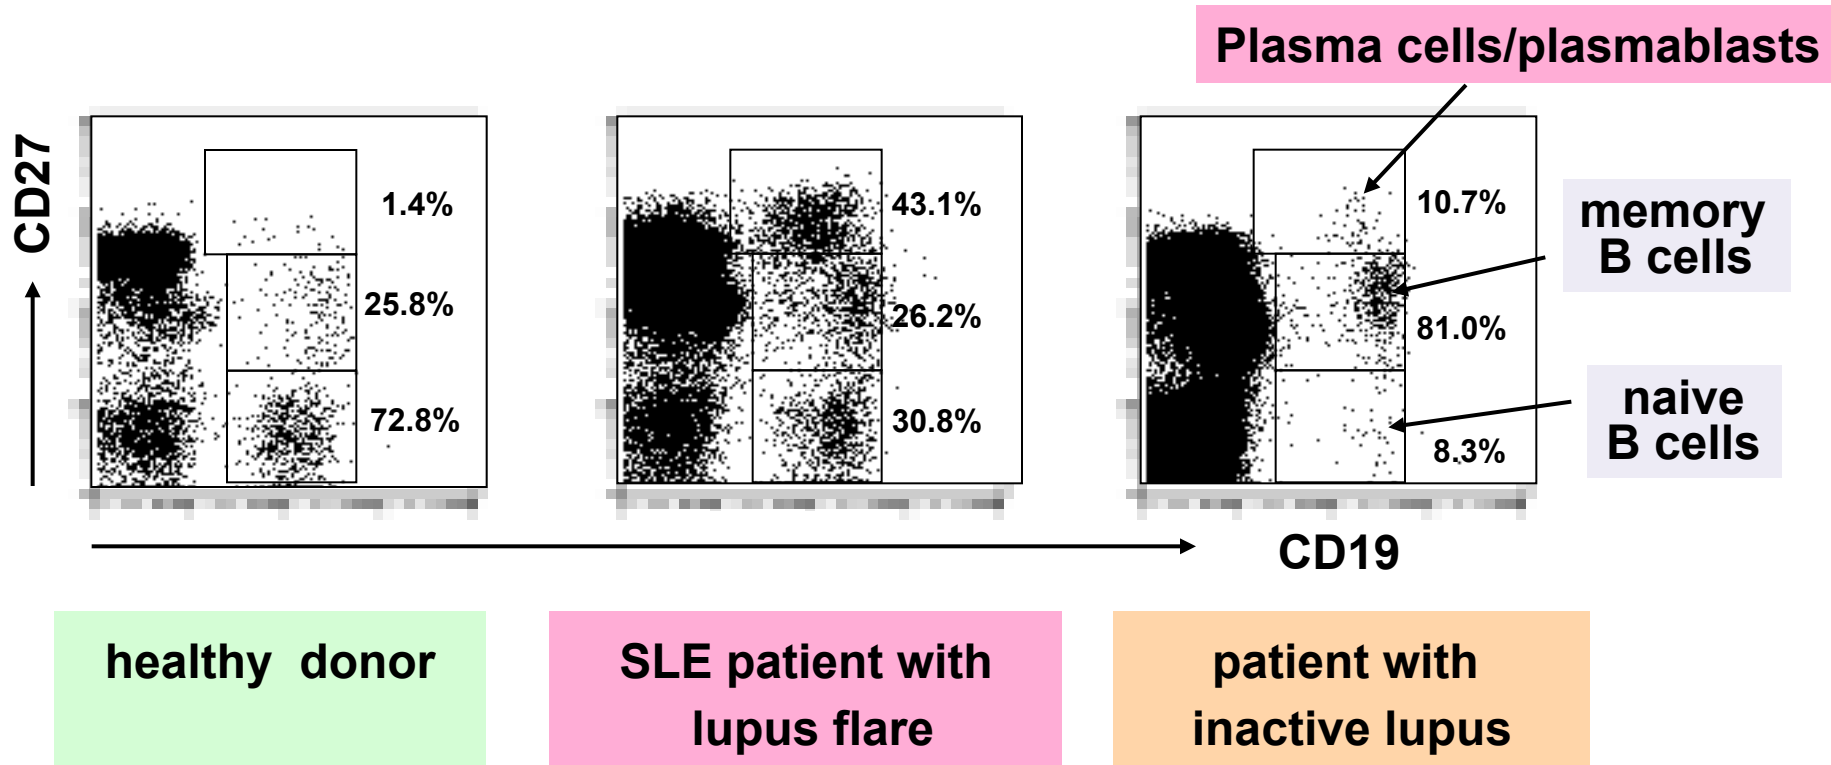 Plasma cells/plasmablasts
CD27
1.4%
25.8%
72.8%
43.1%
26.2%
30.8%
10.7%
81.0%
8.3%
memory
B cells
naive
B cells
CD19
healthy donor
SLE patient with
lupus flare
patient with
inactive lupus